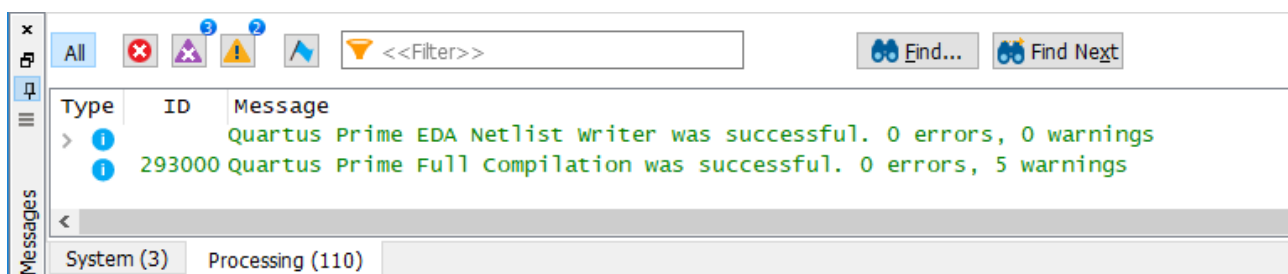 3 2
All <<Filter>> Find... Find Next
Type ID Message
Quartus Prime EDA Netlist Writer was successful. 0 errors, 0 warnings
293000 Quartus Prime Full Compilation was successful. 0 errors, 5 warnings
Messages
System (3) Processing (110)